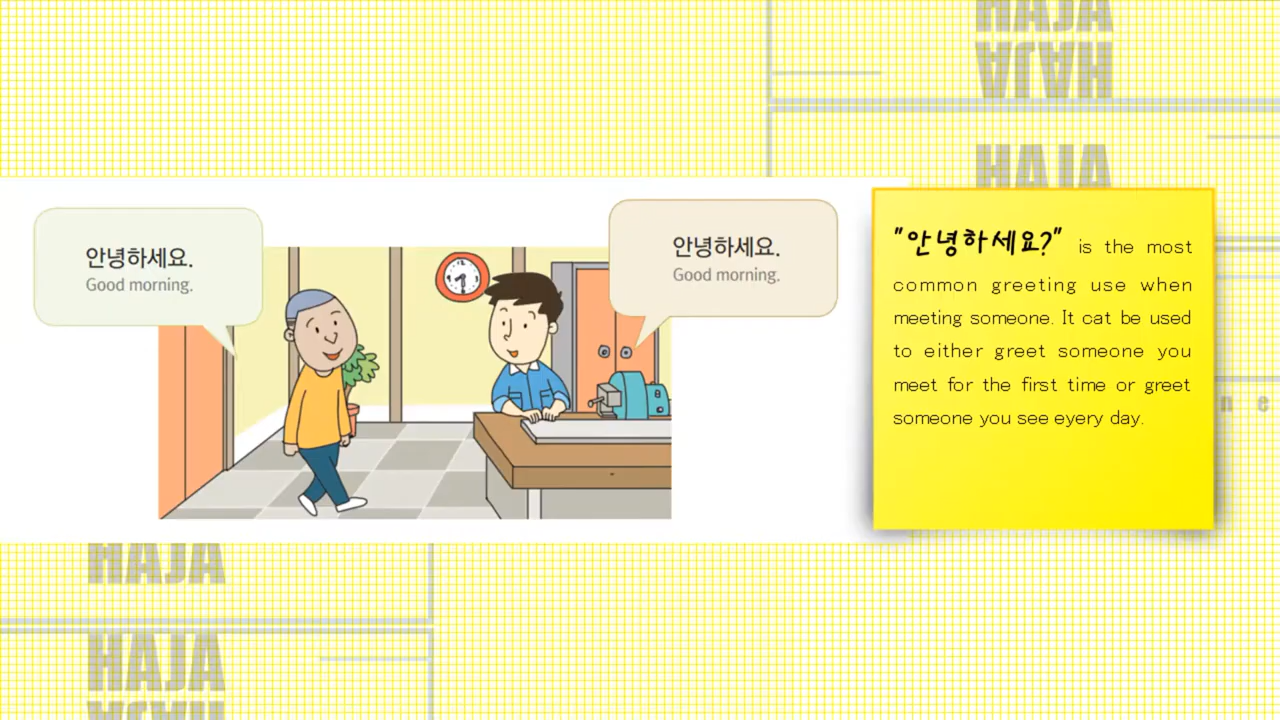 HAJA
HAJA
HAJA
안녕하세요.
Good morning.
안녕하세요.
Good morning.
"안녕하세요?" is the most
common greeting use when
meeting someone. It cat be used
to either greet someone you
meet for the first time or greet
someone you see eyery day.
n e
HAJA
HAJA
HAJA